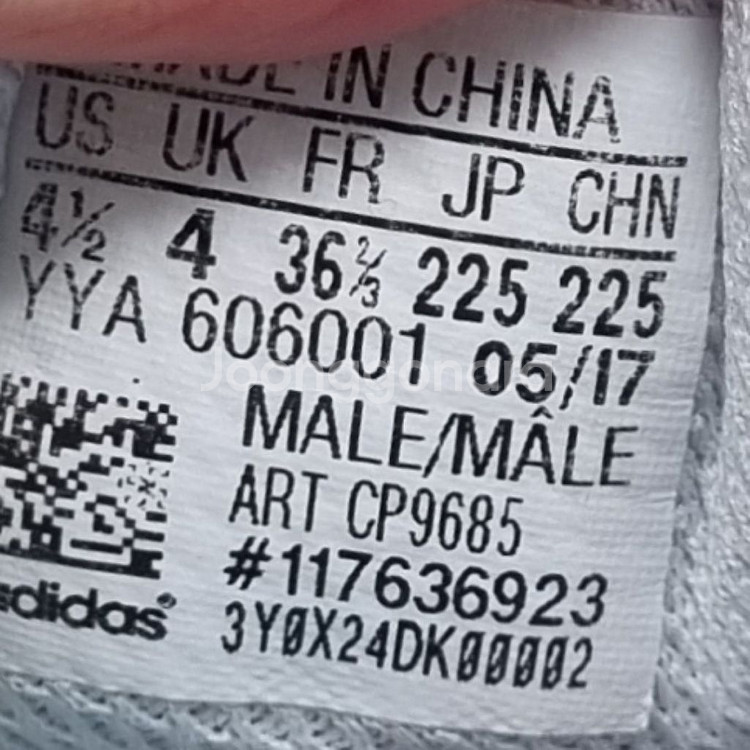 MADE IN CHINA
US UK FR JP CHN
4½ 4 36⅔ 225 225
YYA 606001 05/17
Joonggonara
MALE/MÂLE
ART CP9685
#117636923
3Y0X24DK00002
adidas®